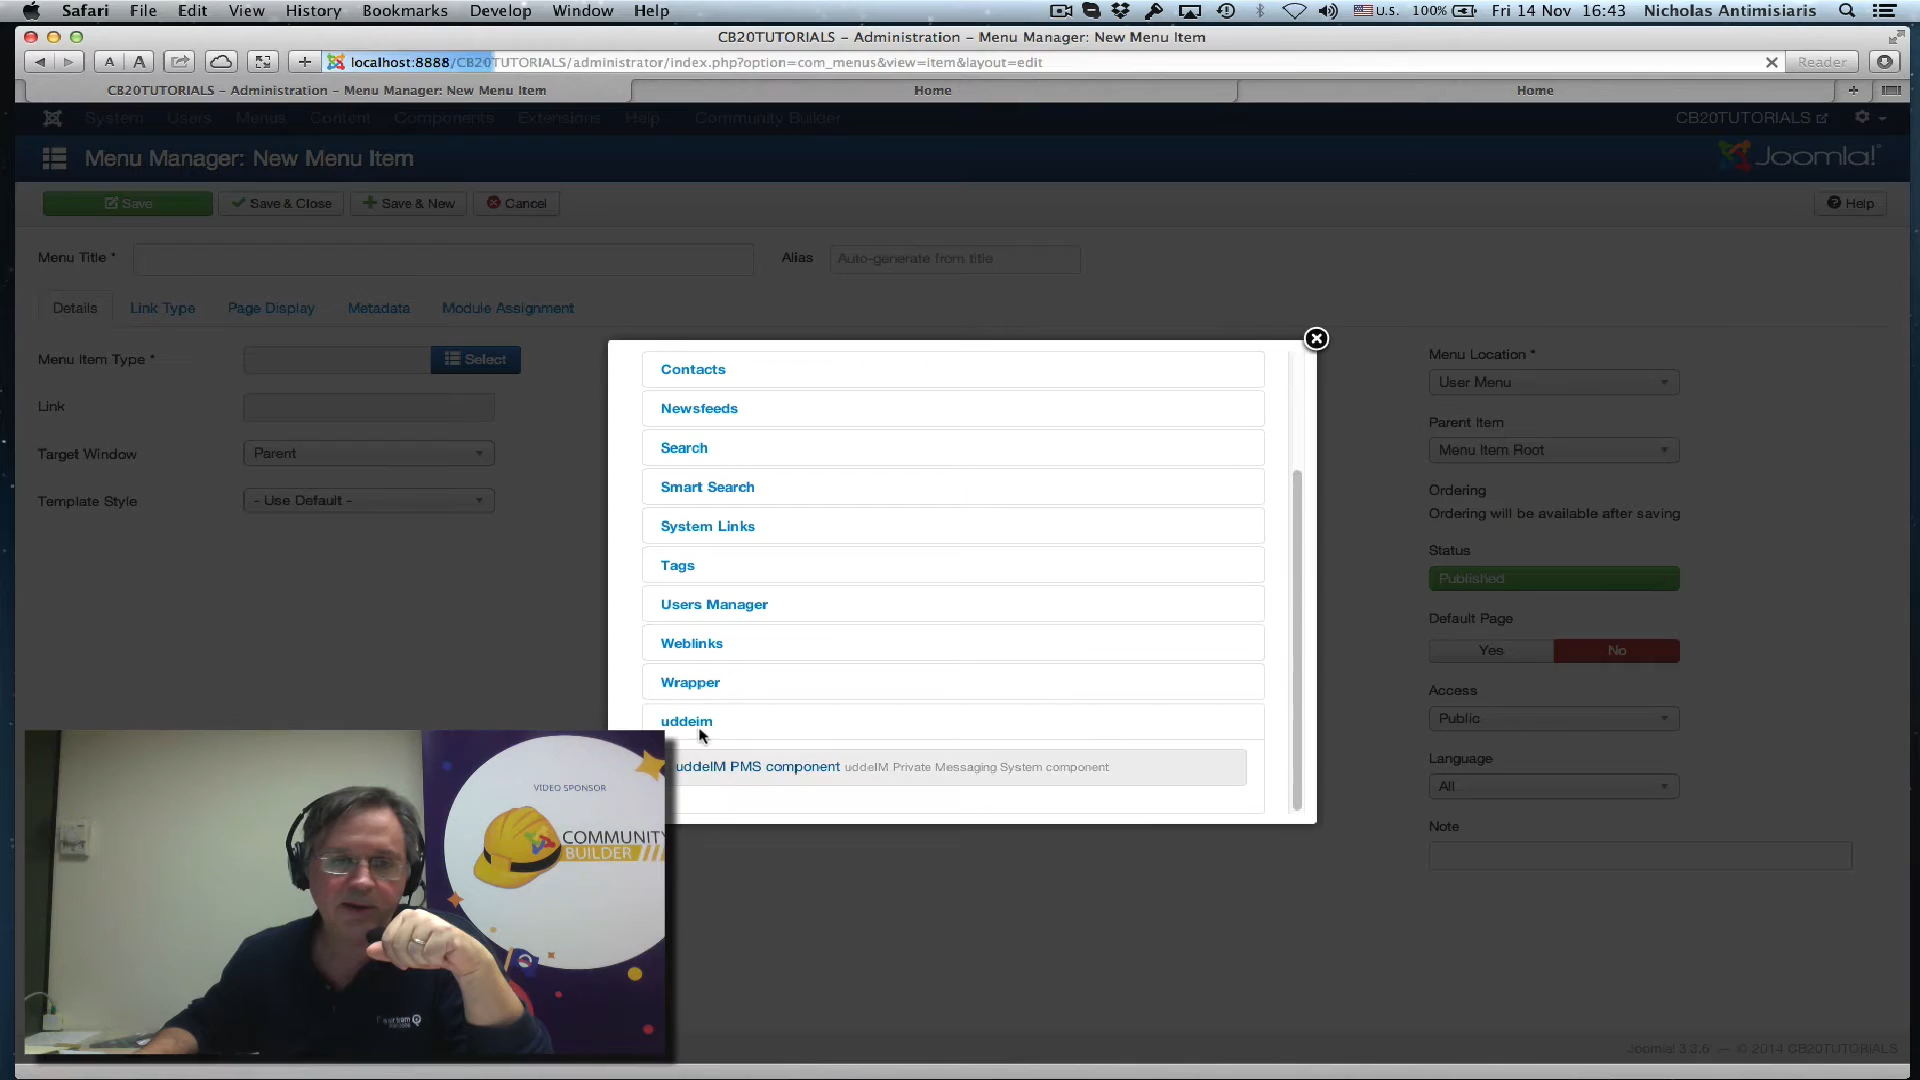 Safari File Edit View History Bookmarks Develop Window Help U.S. 100% Fri 14 Nov 16:43 Nicholas Antimisiaris
CB20TUTORIALS – Administration – Menu Manager: New Menu Item
A A + localhost:8888/CB20TUTORIALS/administrator/index.php?option=com_menus&view=item&layout=edit Reader
CB20TUTORIALS – Administration – Menu Manager: New Menu Item Home Home
System Users Menus Content Components Extensions Help Community Builder CB20TUTORIALS
Menu Manager: New Menu Item Joomla!
Save Save & Close Save & New Cancel Help
Menu Title * Alias Auto-generate from title
Details Link Type Page Display Metadata Module Assignment
Menu Item Type * Select
Link
Target Window Parent
Template Style - Use Default -
Contacts
Newsfeeds
Search
Smart Search
System Links
Tags
Users Manager
Weblinks
Wrapper
uddeim
uddeIM PMS component uddeIM Private Messaging System component
Menu Location *
User Menu
Parent Item
Menu Item Root
Ordering
Ordering will be available after saving
Status
Published
Default Page
Yes No
Access
Public
Language
All
Note
VIDEO SPONSOR
COMMUNITY
BUILDER
Joomla! 3.3.6 — © 2014 CB20TUTORIALS